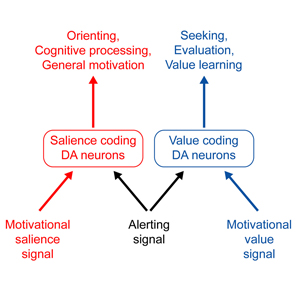 Orienting,
Cognitive processing,
General motivation
Seeking,
Evaluation,
Value learning
Salience coding
DA neurons
Value coding
DA neurons
Motivational
salience
signal
Alerting
signal
Motivational
value
signal